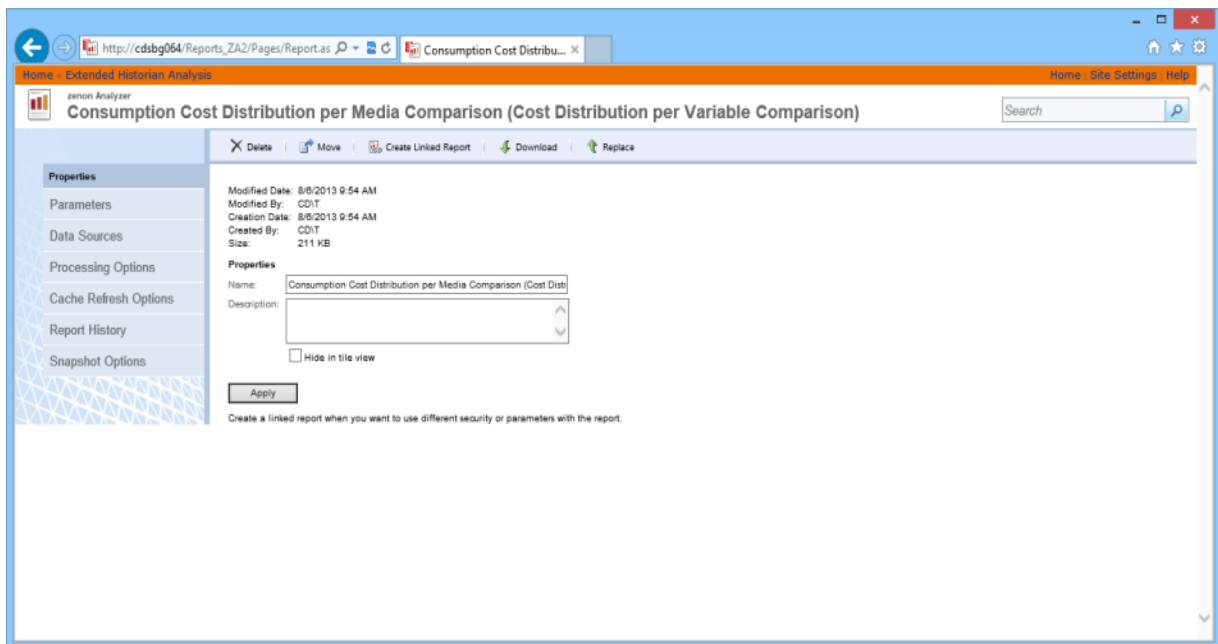 http://cdsbg064/Reports_ZA2/Pages/Report.as
Consumption Cost Distribu...
Home > Extended Historian Analysis
Home | Site Settings | Help
zenon Analyzer
Consumption Cost Distribution per Media Comparison (Cost Distribution per Variable Comparison)
Search
Delete | Move | Create Linked Report | Download | Replace
Properties
Parameters
Data Sources
Processing Options
Cache Refresh Options
Report History
Snapshot Options
Modified Date: 8/6/2013 9:54 AM
Modified By: CD\T
Creation Date: 8/6/2013 9:54 AM
Created By: CD\T
Size: 211 KB
Properties
Name: Consumption Cost Distribution per Media Comparison (Cost Distr
Description:
Hide in tile view
Apply
Create a linked report when you want to use different security or parameters with the report.